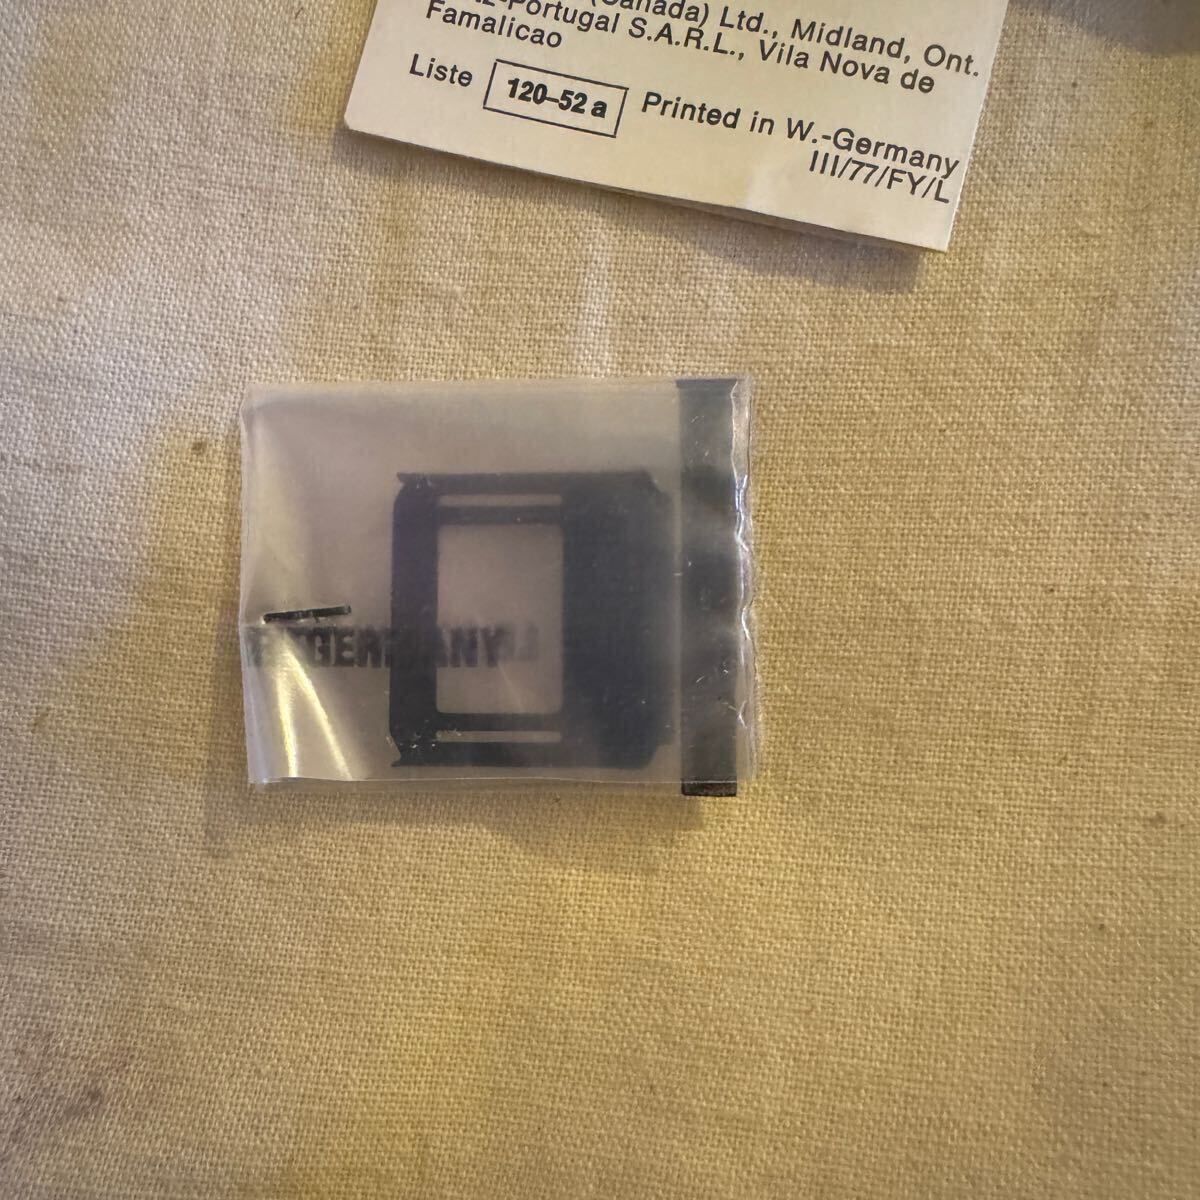 (Canada) Ltd., Midland, Ont.
Portugal S.A.R.L., Vila Nova de
Famalicao
Liste 120–52 a Printed in W.-Germany
III/77/FY/L
GERMANY